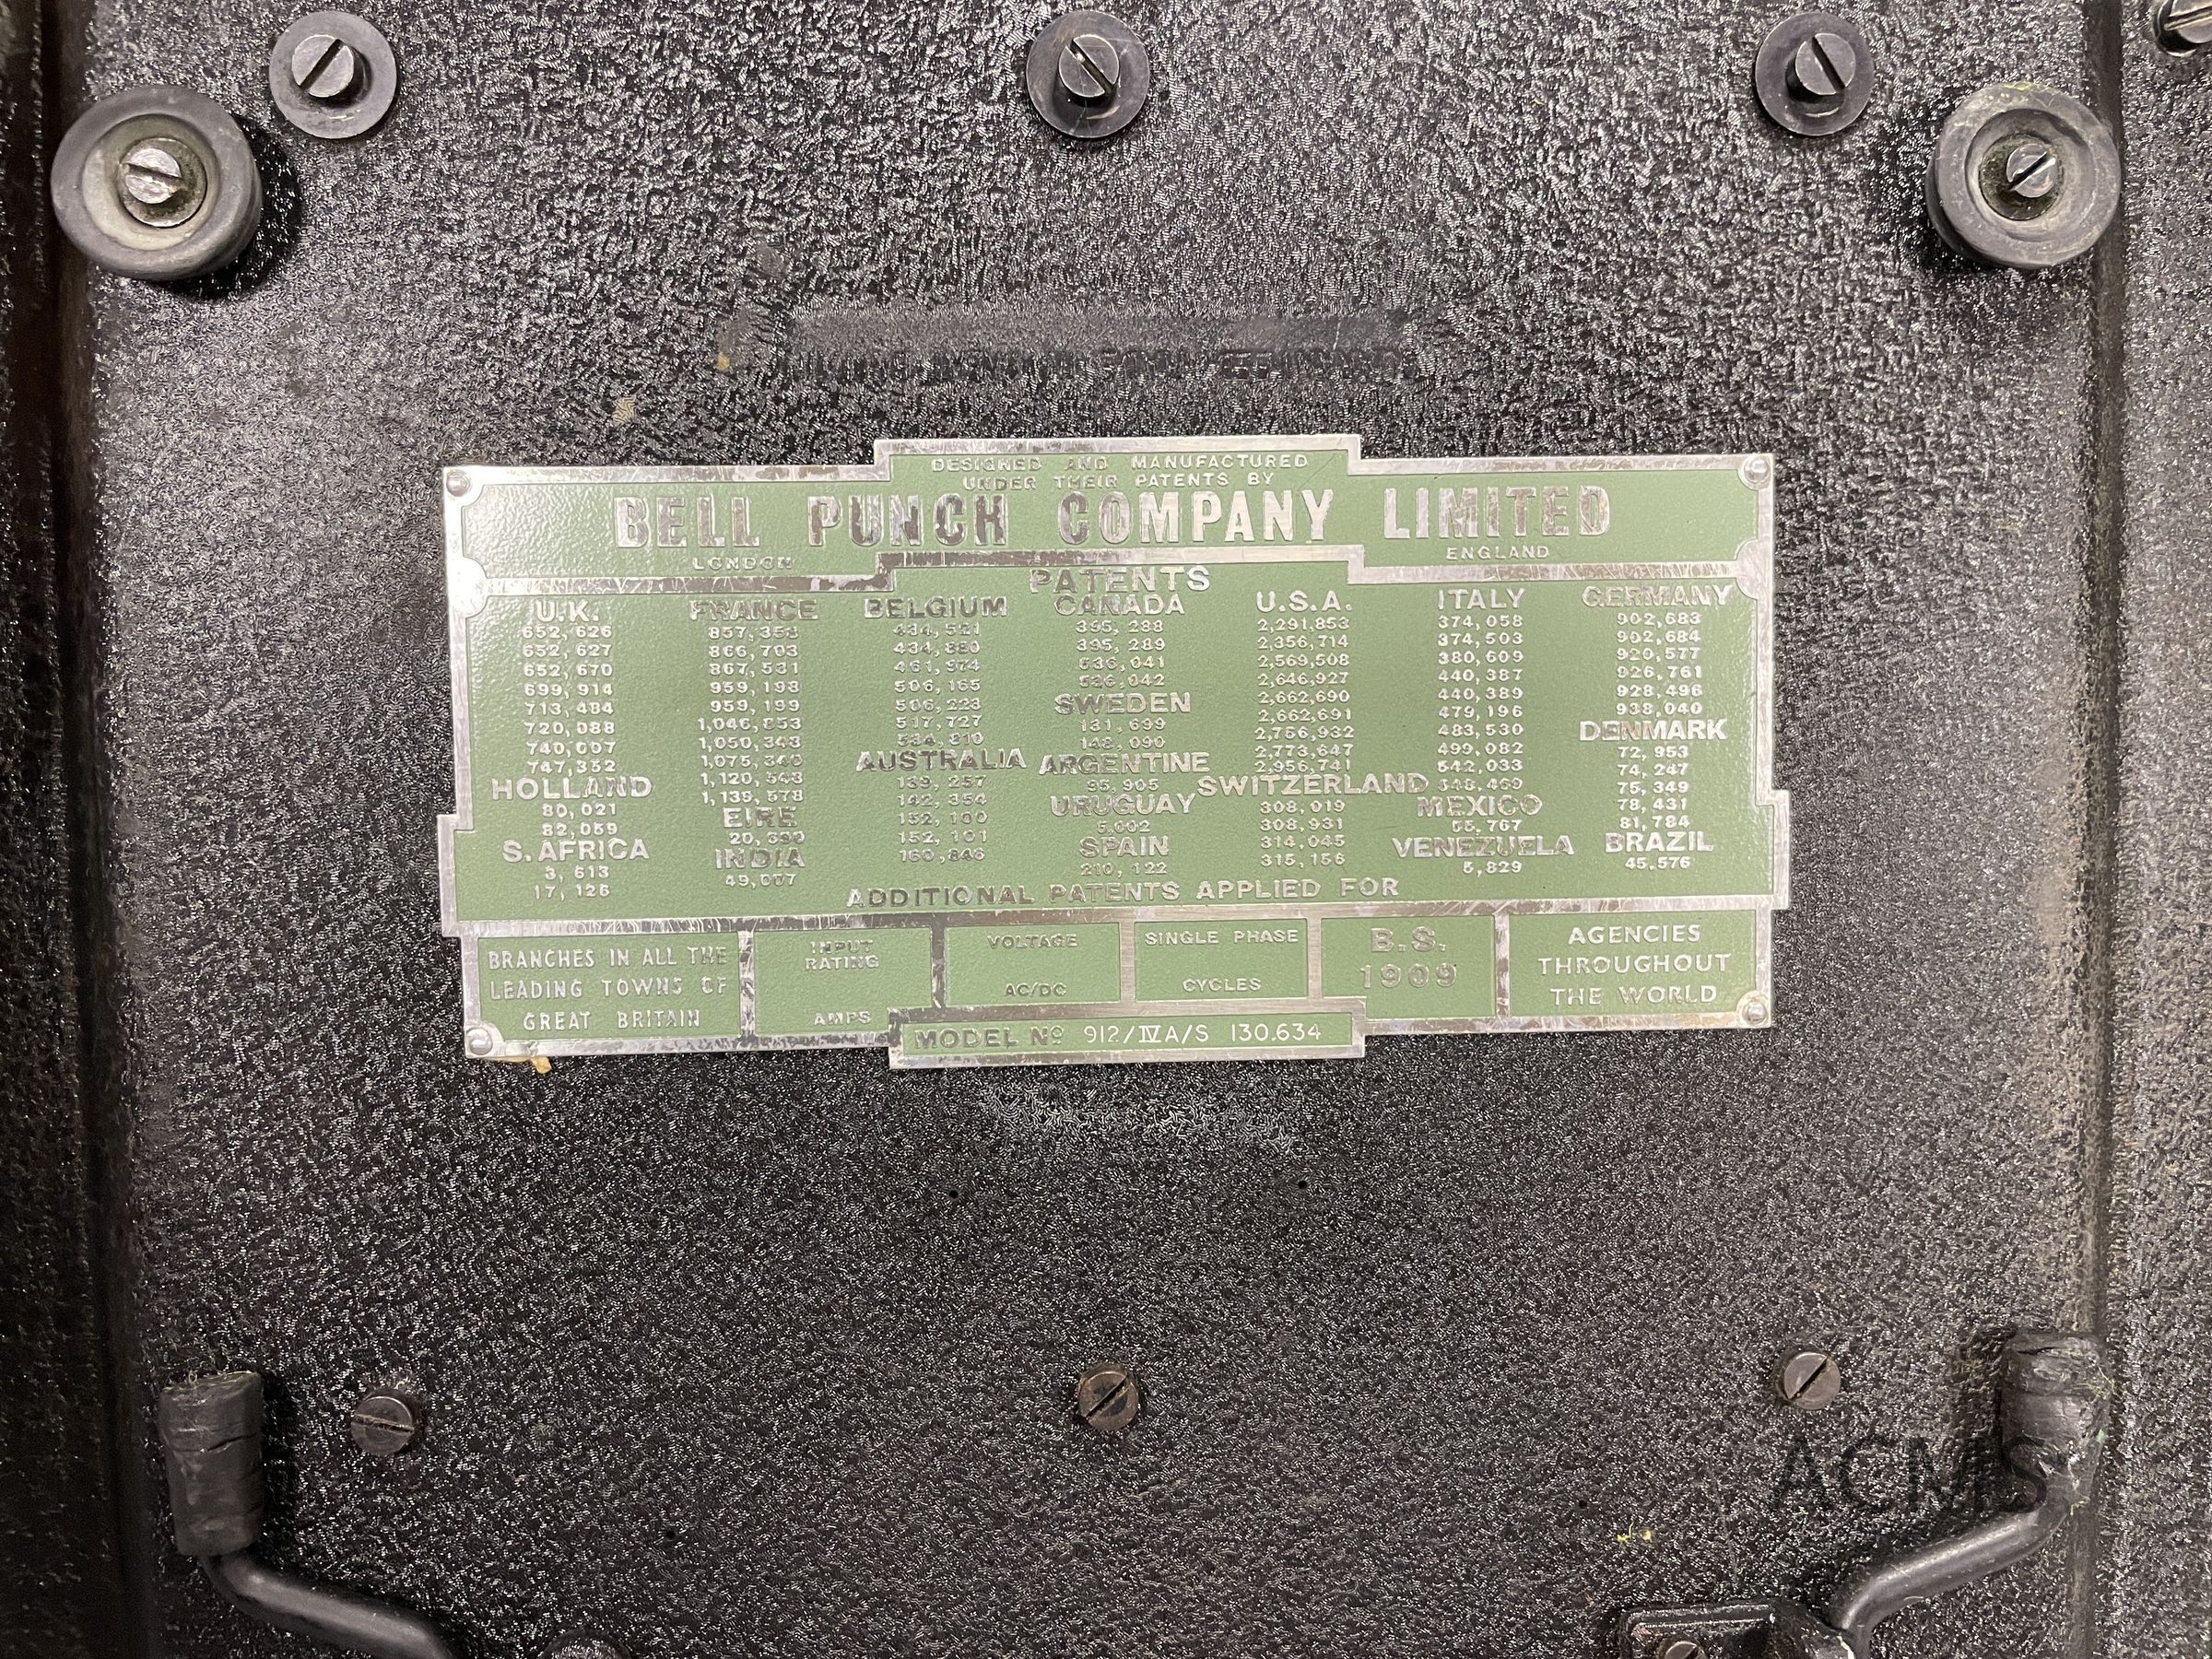 DESIGNED AND MANUFACTURED
UNDER THEIR PATENTS BY
BELL PUNCH COMPANY LIMITED
LONDON
ENGLAND
PATENTS
U.K.
652,626
652,627
652,670
699,914
713,484
720,088
740,007
747,352
HOLLAND
80,021
82,059
S. AFRICA
3,613
17,126
FRANCE
857,358
866,703
867,531
959,198
959,199
1,046,853
1,050,343
1,075,340
1,120,543
1,139,578
EIRE
INDIA
49,007
BELGIUM
434,521
434,880
461,974
506,165
506,223
517,727
534,810
AUSTRALIA
139,257
142,354
152,100
152,101
160,846
CANADA
395,288
395,289
536,041
536,042
SWEDEN
131,699
148,090
ARGENTINE
95,905
URUGUAY
5,002
SPAIN
210,122
U.S.A.
2,291,853
2,356,714
2,569,508
2,646,927
2,662,690
2,662,691
2,756,932
2,773,647
2,956,741
SWITZERLAND
308,019
308,931
314,045
315,156
ITALY
374,058
374,503
380,609
440,387
440,389
479,196
483,530
499,082
542,033
548,469
MEXICO
55,767
VENEZUELA
5,829
GERMANY
902,683
902,684
920,577
926,761
928,496
938,040
DENMARK
72,953
74,247
75,349
78,431
81,784
BRAZIL
45,576
ADDITIONAL PATENTS APPLIED FOR
BRANCHES IN ALL THE
LEADING TOWNS OF
GREAT BRITAIN
INPUT
RATING
AMPS
VOLTAGE
AC/DC
SINGLE PHASE
CYCLES
B.S.
1909
AGENCIES
THROUGHOUT
THE WORLD
MODEL Nº 912/IVA/S 130.634
ACMS